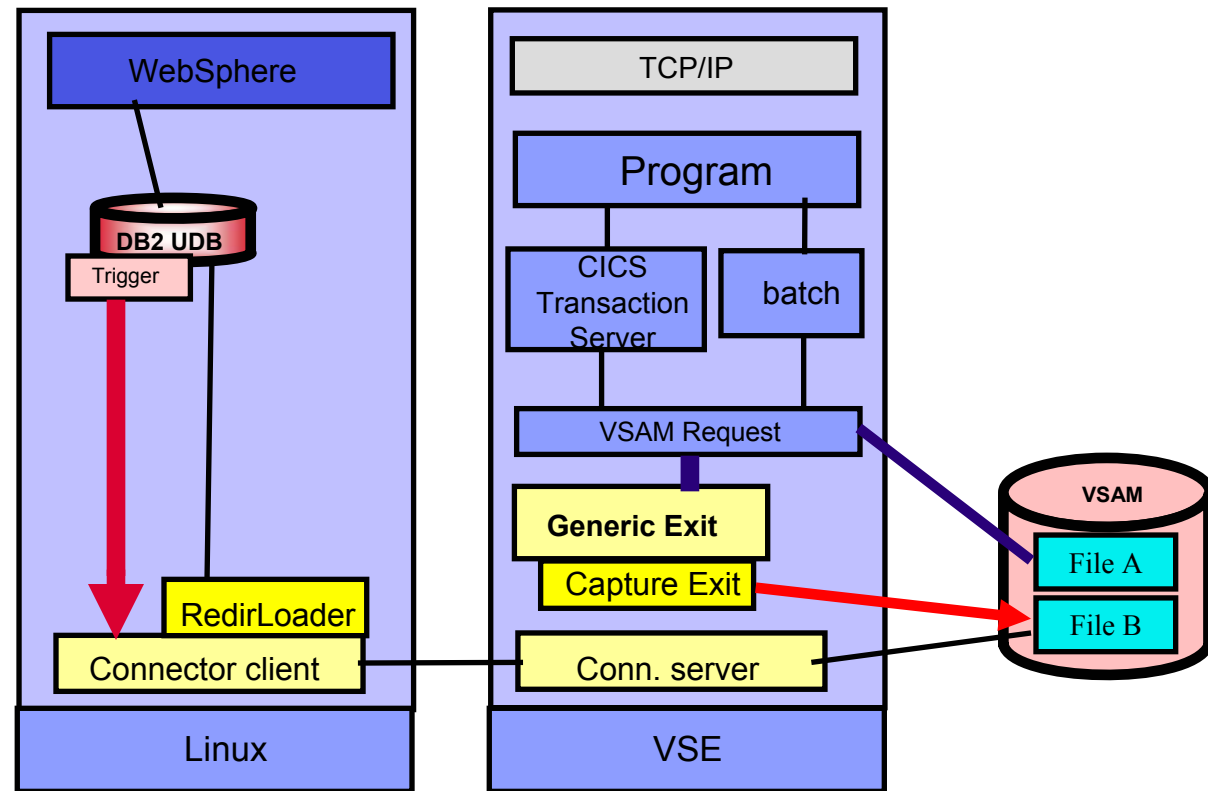 WebSphere
DB2 UDB
Trigger
RedirLoader
Connector client
Linux
TCP/IP
Program
CICS
Transaction
Server
batch
VSAM Request
Generic Exit
Capture Exit
Conn. server
VSE
VSAM
File A
File B